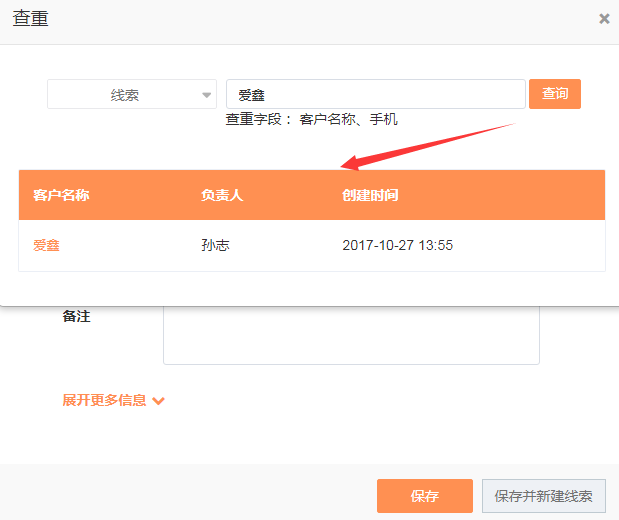 查重
线索 爱鑫 查询
查重字段： 客户名称、手机
客户名称 负责人 创建时间
爱鑫 孙志 2017-10-27 13:55
备注
展开更多信息
保存 保存并新建线索